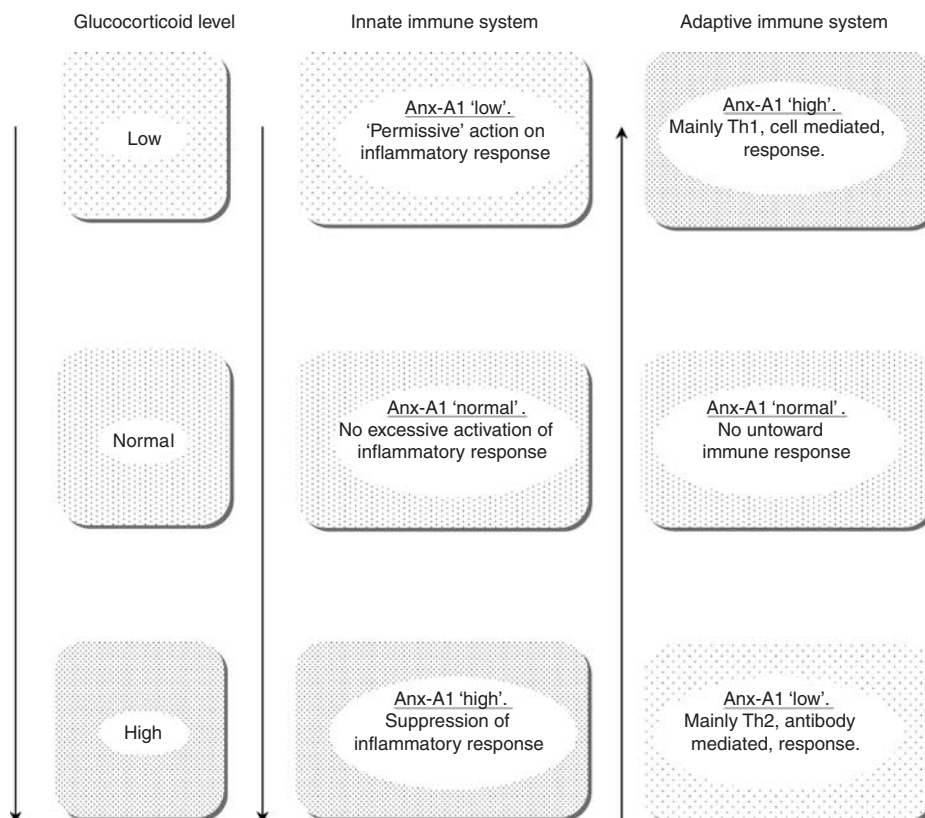 Glucocorticoid level
Innate immune system
Adaptive immune system
Low
Anx-A1 ‘low’.
‘Permissive’ action on
inflammatory response
Anx-A1 ‘high’.
Mainly Th1, cell mediated,
response.
Normal
Anx-A1 ‘normal’ .
No excessive activation of
inflammatory response
Anx-A1 ‘normal’ .
No untoward
immune response
High
Anx-A1 ‘high’.
Suppression of
inflammatory response
Anx-A1 ‘low’.
Mainly Th2, antibody
mediated, response.